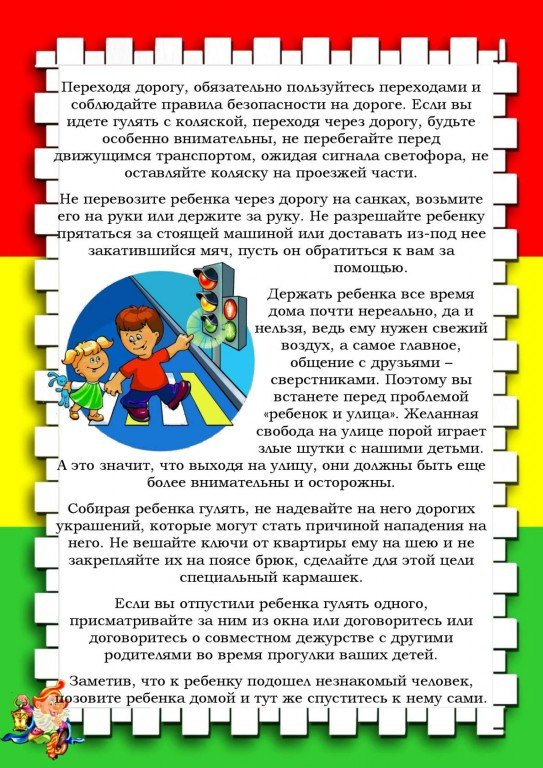 Переходя дорогу, обязательно пользуйтесь переходами и
соблюдайте правила безопасности на дороге. Если вы
идете гулять с коляской, переходя через дорогу, будьте
особенно внимательны, не перебегайте перед
движущимся транспортом, ожидая сигнала светофора, не
оставляйте коляску на проезжей части.
Не перевозите ребенка через дорогу на санках, возьмите
его на руки или держите за руку. Не разрешайте ребенку
прятаться за стоящей машиной или доставать из-под нее
закатившийся мяч, пусть он обратиться к вам за
помощью.
Держать ребенка все время
дома почти нереально, да и
нельзя, ведь ему нужен свежий
воздух, а самое главное,
общение с друзьями –
сверстниками. Поэтому вы
встанете перед проблемой
«ребенок и улица». Желанная
свобода на улице порой играет
злые шутки с нашими детьми.
А это значит, что выходя на улицу, они должны быть еще
более внимательны и осторожны.
Собирая ребенка гулять, не надевайте на него дорогих
украшений, которые могут стать причиной нападения на
него. Не вешайте ключи от квартиры ему на шею и не
закрепляйте их на поясе брюк, сделайте для этой цели
специальный кармашек.
Если вы отпустили ребенка гулять одного,
присматривайте за ним из окна или договоритесь или
договоритесь о совместном дежурстве с другими
родителями во время прогулки ваших детей.
Заметив, что к ребенку подошел незнакомый человек,
позовите ребенка домой и тут же спуститесь к нему сами.